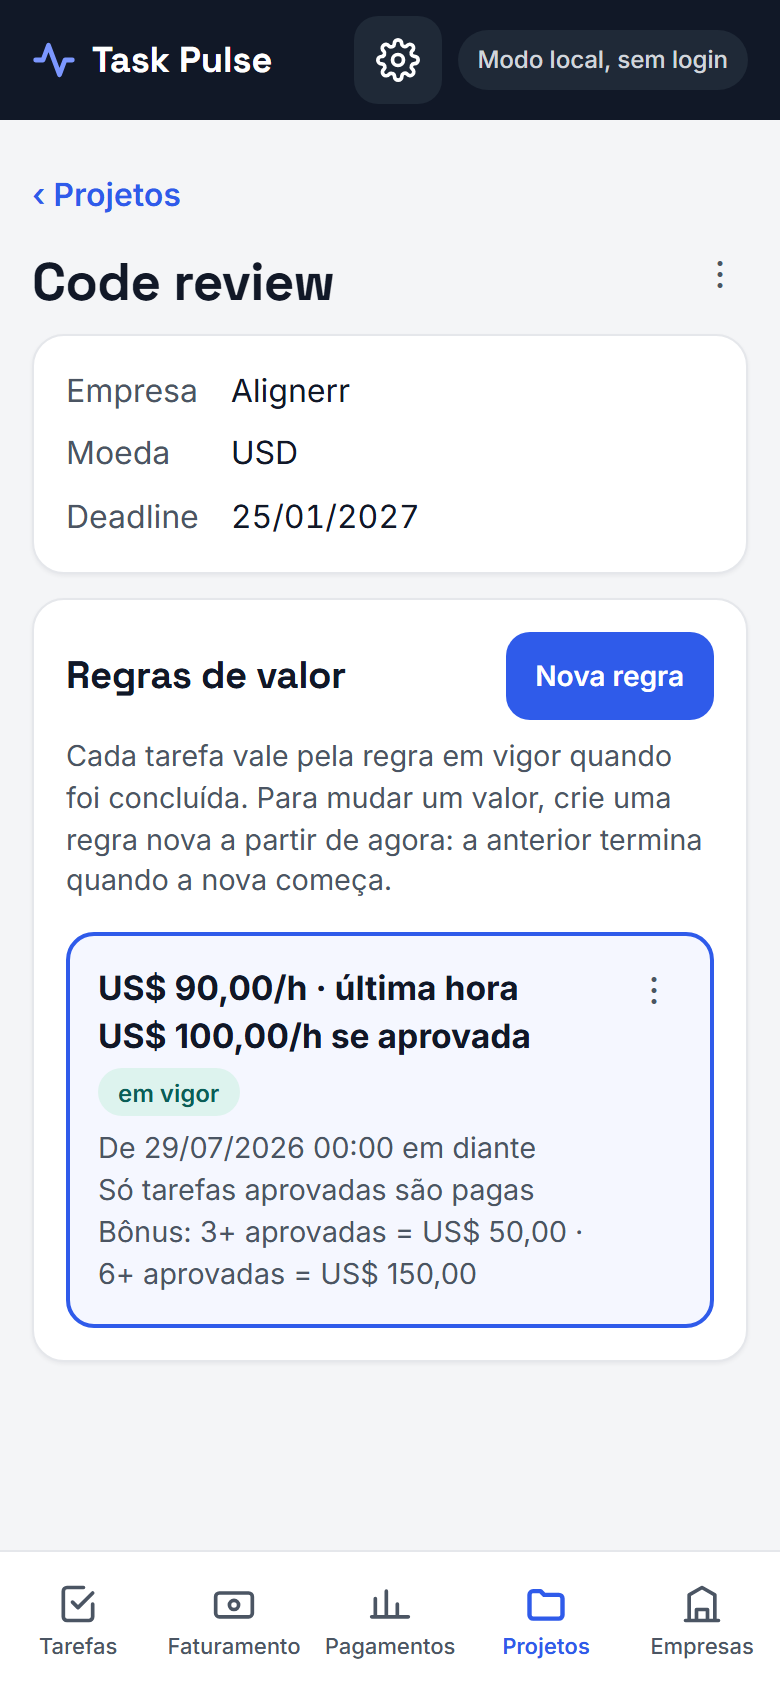 Task Pulse
Modo local, sem login
‹ Projetos
Code review
Empresa Alignerr
Moeda USD
Deadline 25/01/2027
Regras de valor
Nova regra
Cada tarefa vale pela regra em vigor quando
foi concluída. Para mudar um valor, crie uma
regra nova a partir de agora: a anterior termina
quando a nova começa.
US$ 90,00/h · última hora
US$ 100,00/h se aprovada
em vigor
De 29/07/2026 00:00 em diante
Só tarefas aprovadas são pagas
Bônus: 3+ aprovadas = US$ 50,00 ·
6+ aprovadas = US$ 150,00
Tarefas
Faturamento
Pagamentos
Projetos
Empresas